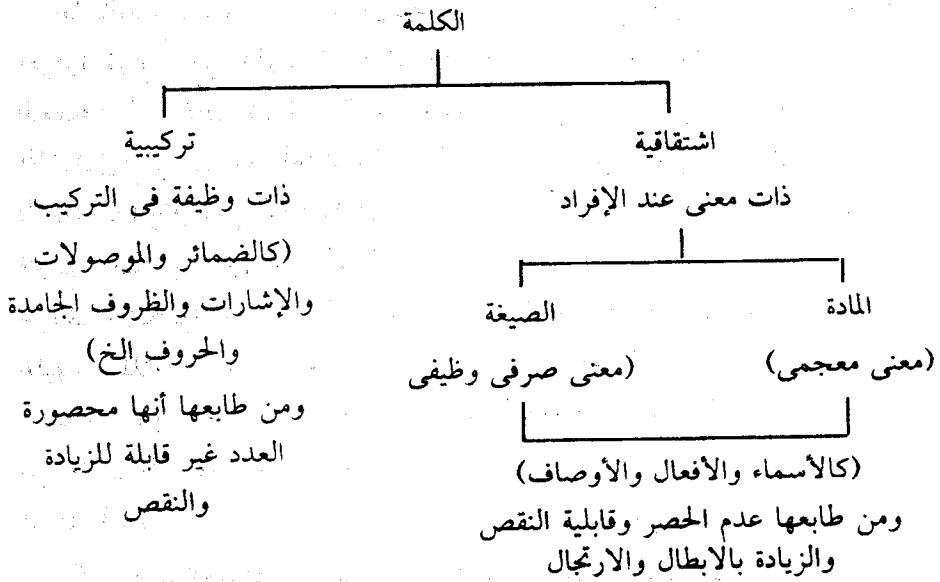 الكلمة
اشتقاقية
ذات معنى عند الإفراد
المادة
(معنى معجمى)
الصيغة
(معنى صرفى وظيفى
(كالأسماء والأفعال والأوصاف)
ومن طابعها عدم الحصر وقابلية النقص
والزيادة بالابطال والارتجال
تركيبية
ذات وظيفة فى التركيب
(كالضمائر والموصولات
والإشارات والظروف الجامدة
والحروف الخ)
ومن طابعها أنها محصورة
العدد غير قابلة للزيادة
والنقص